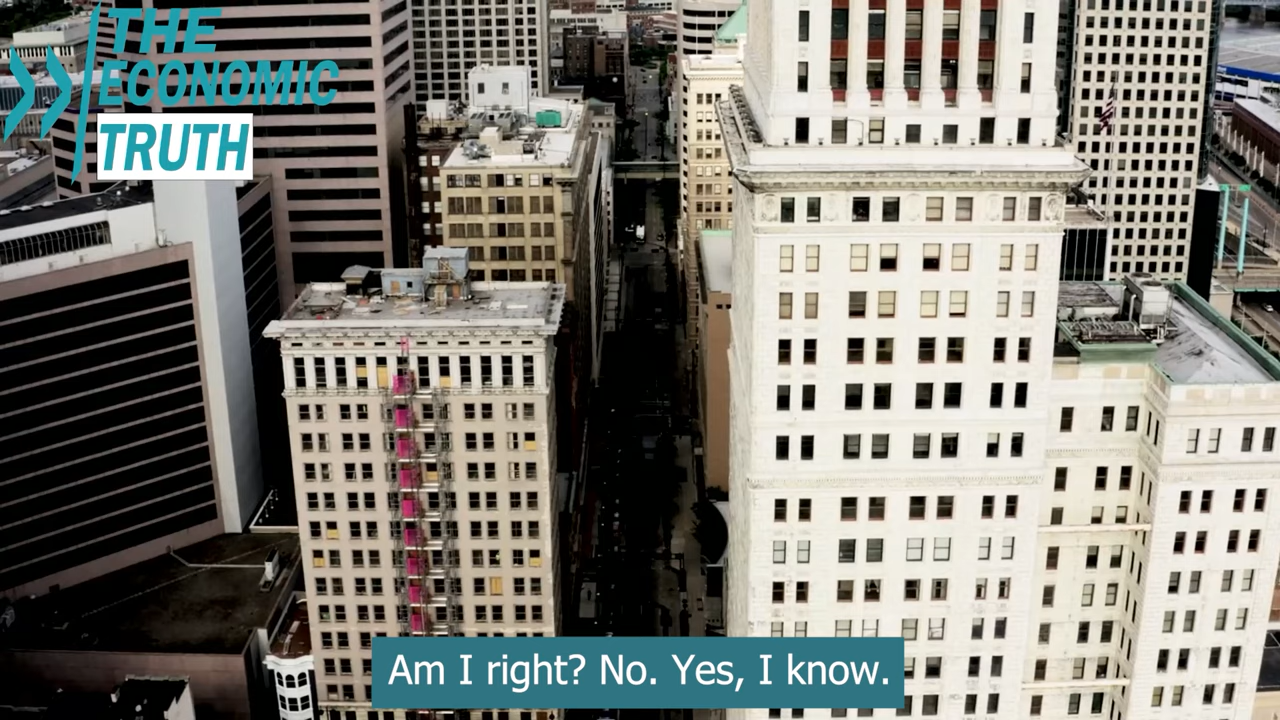 THE
ECONOMIC
TRUTH
Am I right? No. Yes, I know.